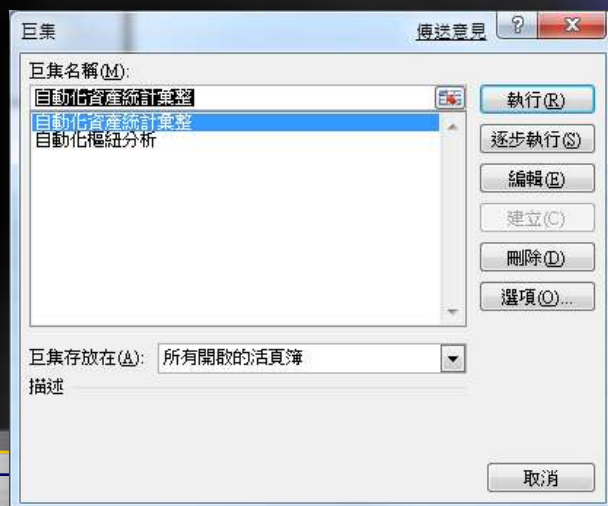 巨集
傳送意見
?
X
巨集名稱(M):
自動化資產統計彙整
自動化資產統計彙整
自動化樞紐分析
執行(R)
逐步執行(S)
編輯(E)
建立(C)
刪除(D)
選項(O)...
巨集存放在(A): 所有開啟的活頁簿
描述
取消